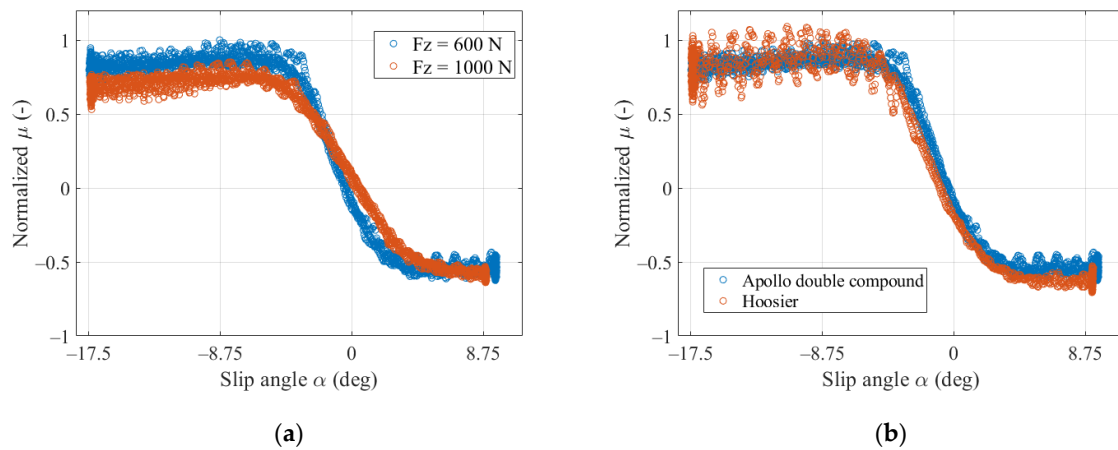 1
0.5
0
−0.5
−1
Normalized μ (-)
Fz = 600 N
Fz = 1000 N
−17.5 −8.75 0 8.75
Slip angle α (deg)
(a)
1
0.5
0
−0.5
−1
Normalized μ (-)
Apollo double compound
Hoosier
−17.5 −8.75 0 8.75
Slip angle α (deg)
(b)